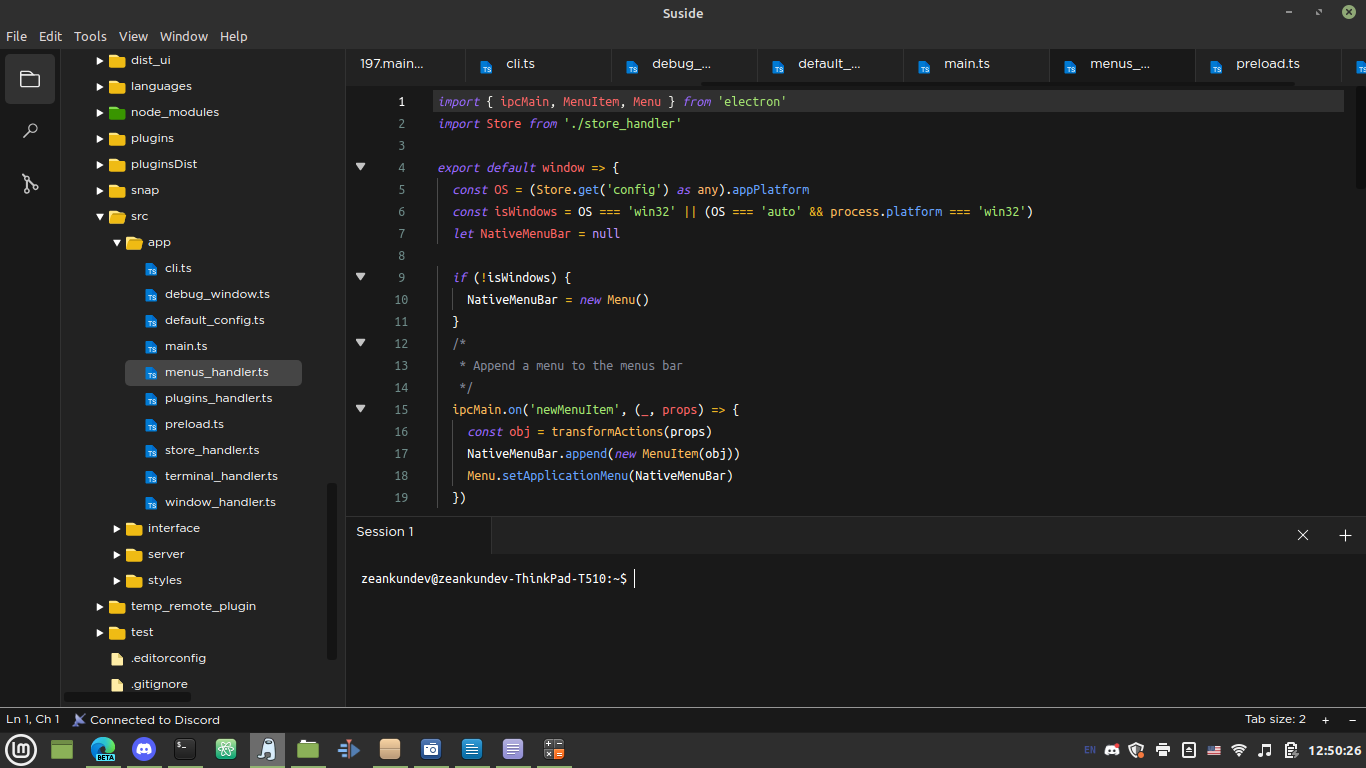 Suside
File Edit Tools View Window Help
dist_ui
languages
node_modules
plugins
pluginsDist
snap
src
app
cli.ts
debug_window.ts
default_config.ts
main.ts
menus_handler.ts
plugins_handler.ts
preload.ts
store_handler.ts
terminal_handler.ts
window_handler.ts
interface
server
styles
temp_remote_plugin
test
.editorconfig
.gitignore
197.main... TS cli.ts TS debug_... TS default_... TS main.ts TS menus_... TS preload.ts TS
1 import { ipcMain, MenuItem, Menu } from 'electron'
2 import Store from './store_handler'
3
4 export default window => {
5 const OS = (Store.get('config') as any).appPlatform
6 const isWindows = OS === 'win32' || (OS === 'auto' && process.platform === 'win32')
7 let NativeMenuBar = null
8
9 if (!isWindows) {
10 NativeMenuBar = new Menu()
11 }
12 /*
13 * Append a menu to the menus bar
14 */
15 ipcMain.on('newMenuItem', (_, props) => {
16 const obj = transformActions(props)
17 NativeMenuBar.append(new MenuItem(obj))
18 Menu.setApplicationMenu(NativeMenuBar)
19 })
Session 1
zeankundev@zeankundev-ThinkPad-T510:~$
Ln 1, Ch 1 Connected to Discord Tab size: 2 + −
BETA EN 12:50:26